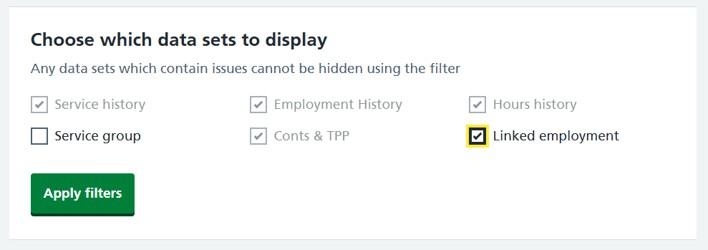 Choose which data sets to display
Any data sets which contain issues cannot be hidden using the filter
Service history Employment History Hours history
Service group Conts & TPP Linked employment
Apply filters